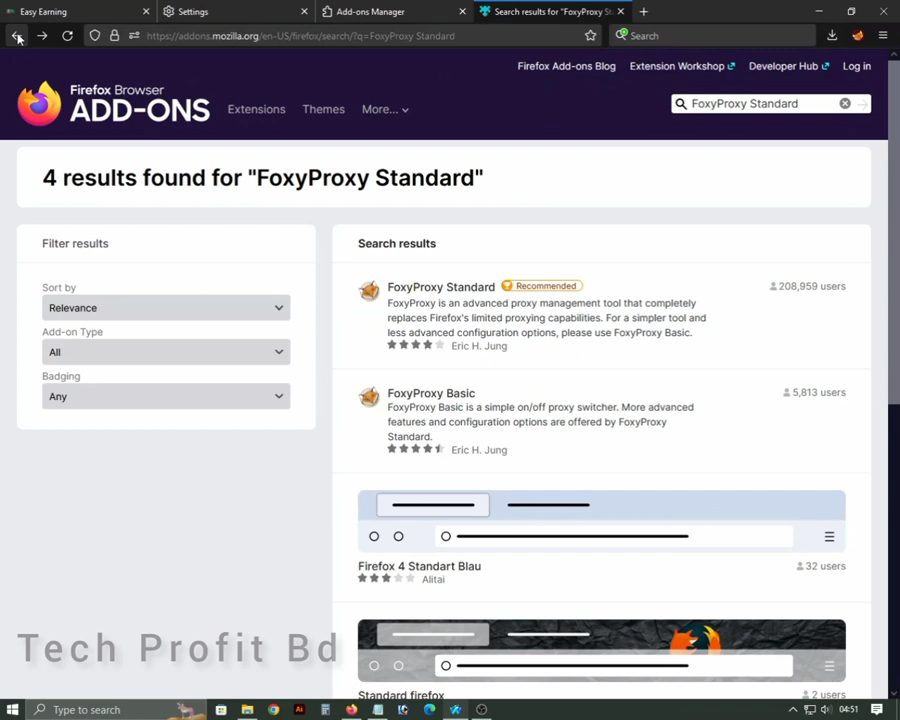 Easy Earning
Settings
Add-ons Manager
Search results for "FoxyProxy St
https://addons.mozilla.org/en-US/firefox/search/?q=FoxyProxy Standard
Search
Firefox Add-ons Blog
Extension Workshop
Developer Hub
Log in
Firefox Browser
ADD-ONS
Extensions
Themes
More...
FoxyProxy Standard
4 results found for "FoxyProxy Standard"
Filter results
Sort by
Relevance
Add-on Type
All
Badging
Any
Search results
FoxyProxy Standard
Recommended
208,959 users
FoxyProxy is an advanced proxy management tool that completely
replaces Firefox's limited proxying capabilities. For a simpler tool and
less advanced configuration options, please use FoxyProxy Basic.
Eric H. Jung
FoxyProxy Basic
5,813 users
FoxyProxy Basic is a simple on/off proxy switcher. More advanced
features and configuration options are offered by FoxyProxy
Standard.
Eric H. Jung
Firefox 4 Standart Blau
32 users
Alitai
Standard firefox
2 users
Tech Profit Bd
Type to search
04:51